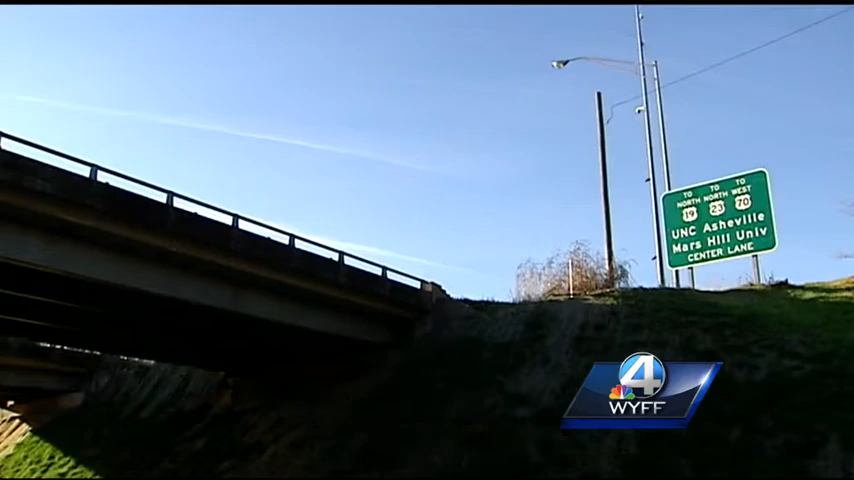 TO TO TO
NORTH NORTH WEST
19 23 70
UNC Asheville
Mars Hill Univ
CENTER LANE
4
WYFF